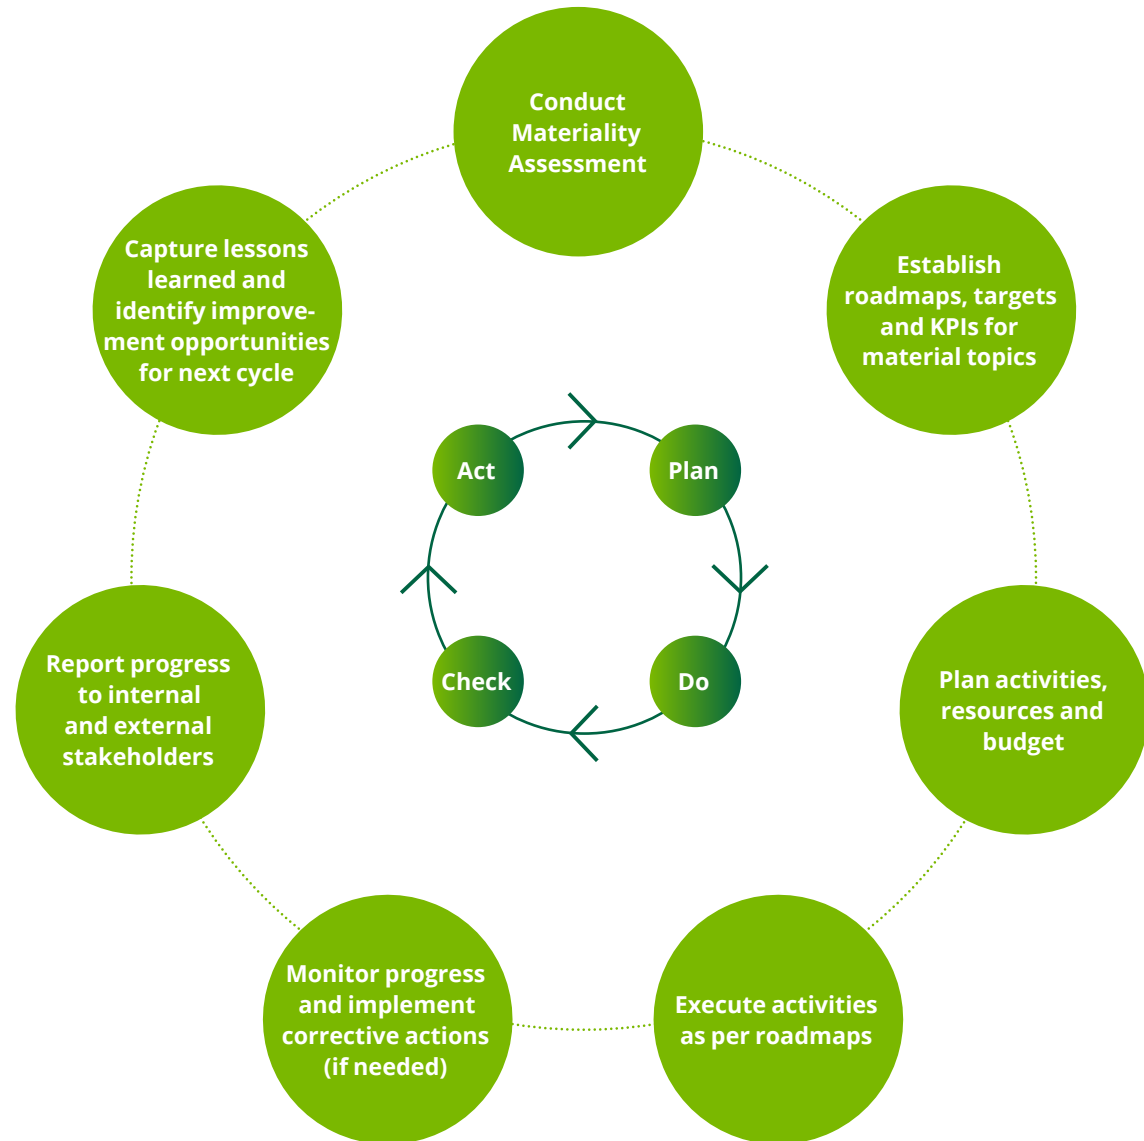 Conduct
Materiality
Assessment
Establish
roadmaps, targets
and KPIs for
material topics
Plan activities,
resources and
budget
Execute activities
as per roadmaps
Monitor progress
and implement
corrective actions
(if needed)
Report progress
to internal
and external
stakeholders
Capture lessons
learned and
identify improve-
ment opportunities
for next cycle
Plan
Do
Check
Act